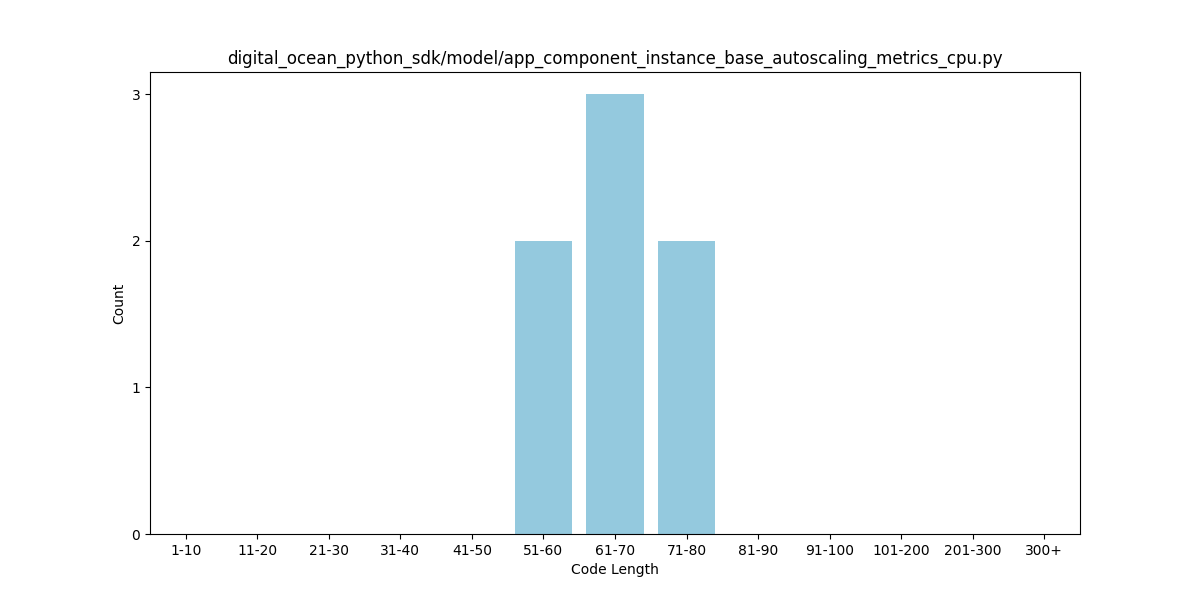 digital_ocean_python_sdk/model/app_component_instance_base_autoscaling_metrics_cpu.py
3
2
1
0
Count
1-10 11-20 21-30 31-40 41-50 51-60 61-70 71-80 81-90 91-100 101-200 201-300 300+
Code Length